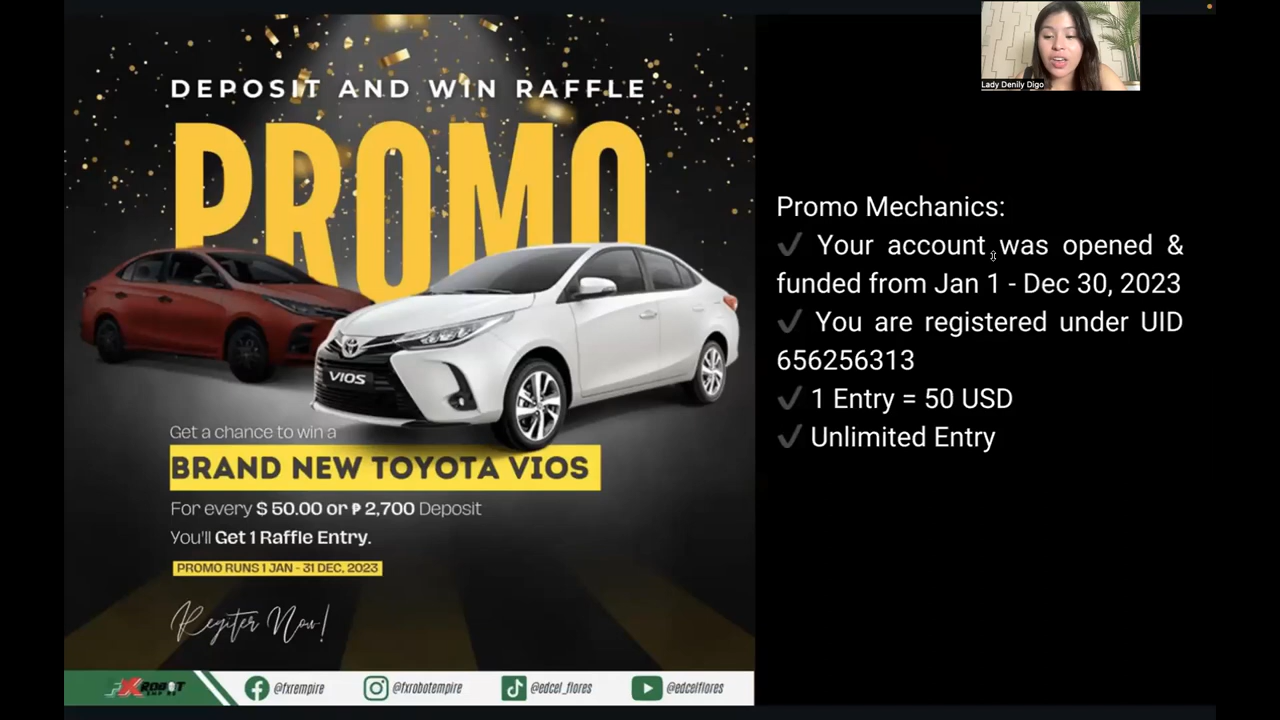 DEPOSIT AND WIN RAFFLE
PROMO
VIOS
Get a chance to win a
BRAND NEW TOYOTA VIOS
For every $ 50.00 or ₱ 2,700 Deposit
You'll Get 1 Raffle Entry.
PROMO RUNS 1 JAN - 31 DEC, 2023
Regiter Now!
FX ROBOT
@fxrempire
@fxrobotempire
@edcel_flores
@edcelflores
Lady Denily Digo
Promo Mechanics:
✔ Your account was opened &
funded from Jan 1 - Dec 30, 2023
✔ You are registered under UID
656256313
✔ 1 Entry = 50 USD
✔ Unlimited Entry